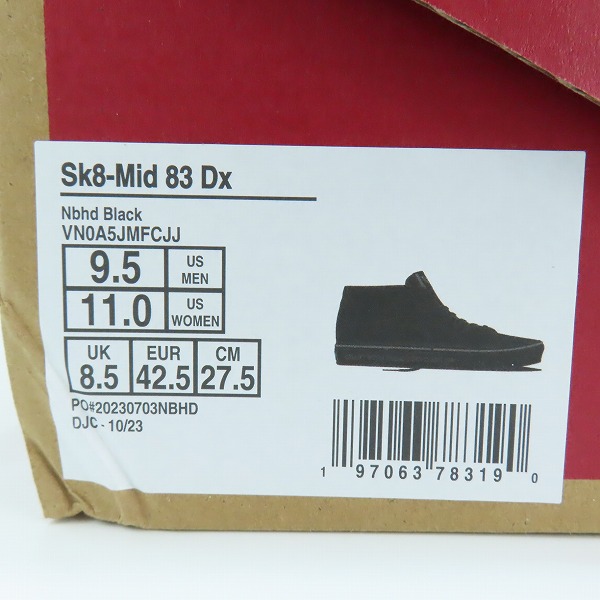 Sk8-Mid 83 Dx
Nbhd Black
VN0A5JMFCJJ
9.5 US MEN
11.0 US WOMEN
UK 8.5 EUR 42.5 CM 27.5
PO#20230703NBHD
DJC - 10/23
1 97063 78319 0